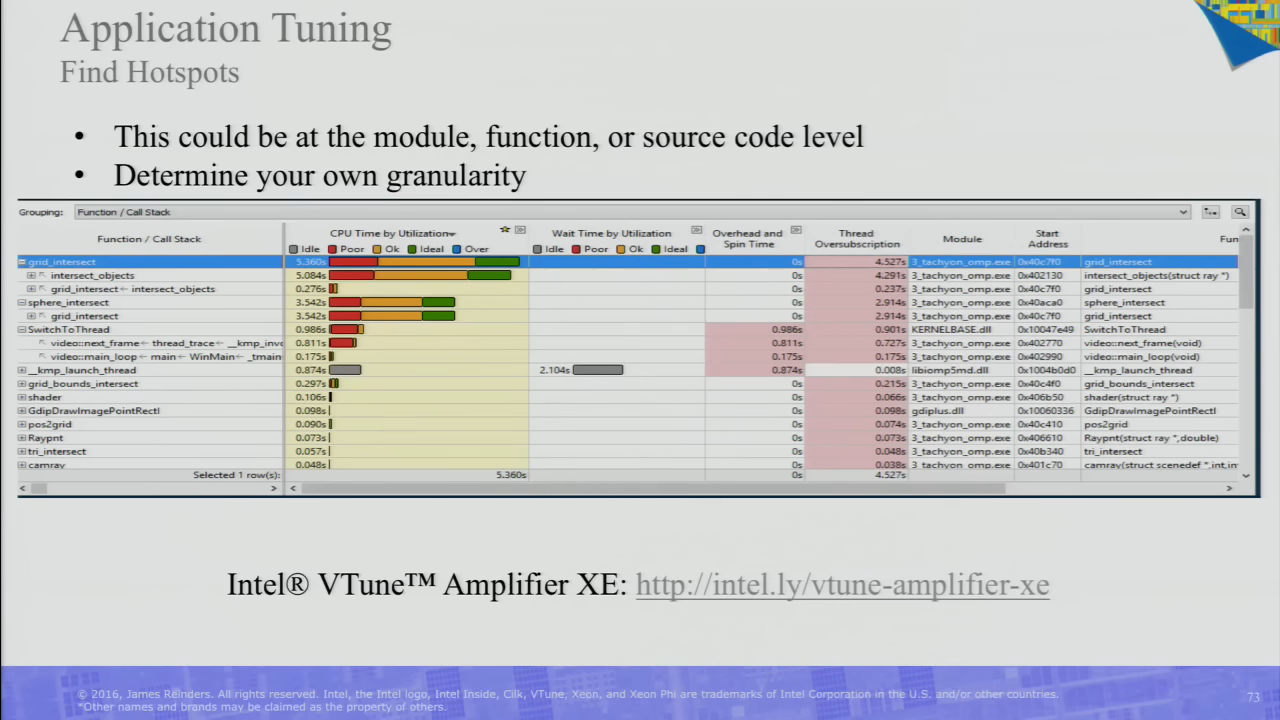 Application Tuning
Find Hotspots
• This could be at the module, function, or source code level
• Determine your own granularity
Grouping: Function / Call Stack
Function / Call Stack CPU Time by Utilization Wait Time by Utilization Overhead and Spin Time Thread Oversubscription Module Start Address Fun
Idle Poor Ok Ideal Over Idle Poor Ok Ideal
grid_intersect 5.360s 0s 4.527s 3_tachyon_omp.exe 0x40c7f0 grid_intersect
intersect_objects 5.084s 0s 4.291s 3_tachyon_omp.exe 0x402130 intersect_objects(struct ray *)
grid_intersect ← intersect_objects 0.276s 0s 0.237s 3_tachyon_omp.exe 0x40c7f0 grid_intersect
sphere_intersect 3.542s 0s 2.914s 3_tachyon_omp.exe 0x40aca0 sphere_intersect
grid_intersect 3.542s 0s 2.914s 3_tachyon_omp.exe 0x40c7f0 grid_intersect
SwitchToThread 0.986s 0.986s 0.901s KERNELBASE.dll 0x10047e49 SwitchToThread
video::next_frame ← thread_trace ← __kmp_invo 0.811s 0.811s 0.727s 3_tachyon_omp.exe 0x402770 video::next_frame(void)
video::main_loop ← main ← WinMain ← _tmain 0.175s 0.175s 0.175s 3_tachyon_omp.exe 0x402990 video::main_loop(void)
__kmp_launch_thread 0.874s 2.104s 0.874s 0.008s libiomp5md.dll 0x1004b0d0 __kmp_launch_thread
grid_bounds_intersect 0.297s 0s 0.215s 3_tachyon_omp.exe 0x40c4f0 grid_bounds_intersect
shader 0.106s 0s 0.066s 3_tachyon_omp.exe 0x406b50 shader(struct ray *)
GdipDrawImagePointRectI 0.098s 0s 0.098s gdiplus.dll 0x10060336 GdipDrawImagePointRectI
pos2grid 0.090s 0s 0.074s 3_tachyon_omp.exe 0x40c410 pos2grid
Raypnt 0.073s 0s 0.073s 3_tachyon_omp.exe 0x406610 Raypnt(struct ray *,double)
tri_intersect 0.057s 0s 0.048s 3_tachyon_omp.exe 0x40b340 tri_intersect
camray 0.048s 0s 0.038s 3_tachyon_omp.exe 0x401c70 camray(struct scenedef *,int,in
Selected 1 row(s): 5.360s 0s 4.527s
Intel® VTune™ Amplifier XE: http://intel.ly/vtune-amplifier-xe
© 2016, James Reinders. All rights reserved. Intel, the Intel logo, Intel Inside, Cilk, VTune, Xeon, and Xeon Phi are trademarks of Intel Corporation in the U.S. and/or other countries.
*Other names and brands may be claimed as the property of others.
73